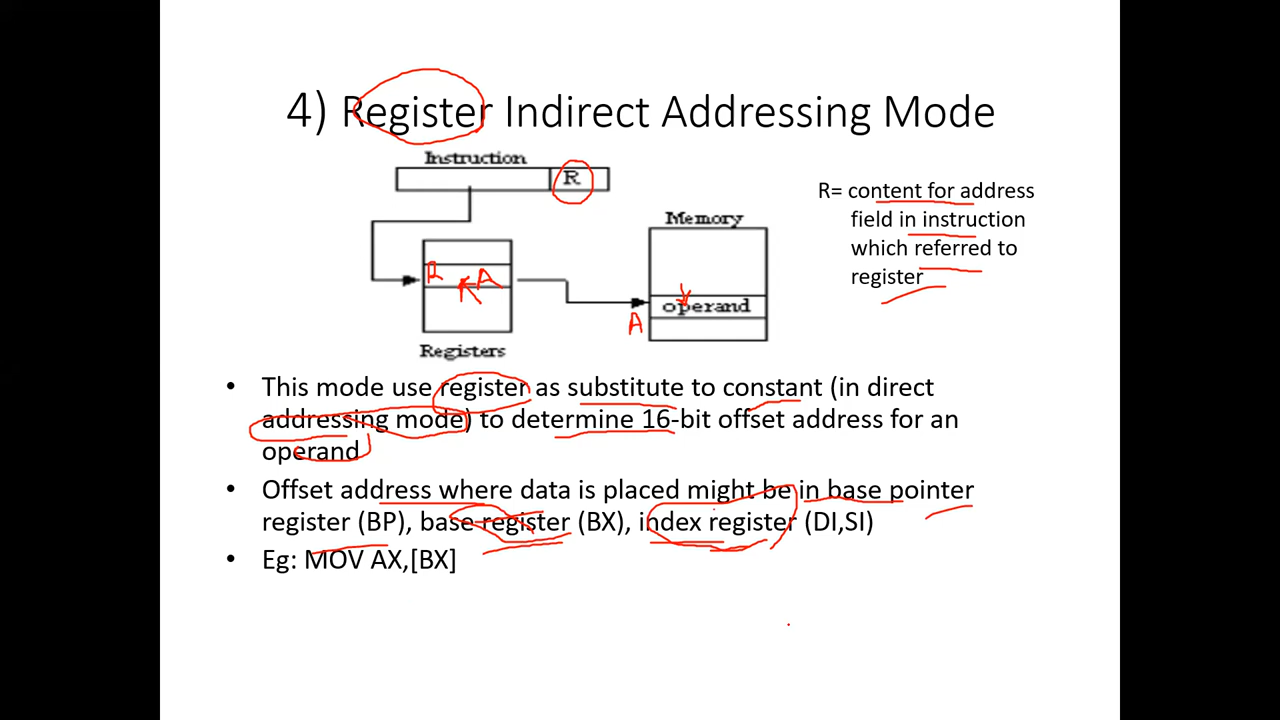 4) Register Indirect Addressing Mode
Instruction
R
R= content for address
field in instruction
which referred to
register
Memory
R A
operand
A
Registers
• This mode use register as substitute to constant (in direct
addressing mode) to determine 16-bit offset address for an
operand
• Offset address where data is placed might be in base pointer
register (BP), base register (BX), index register (DI,SI)
• Eg: MOV AX,[BX]